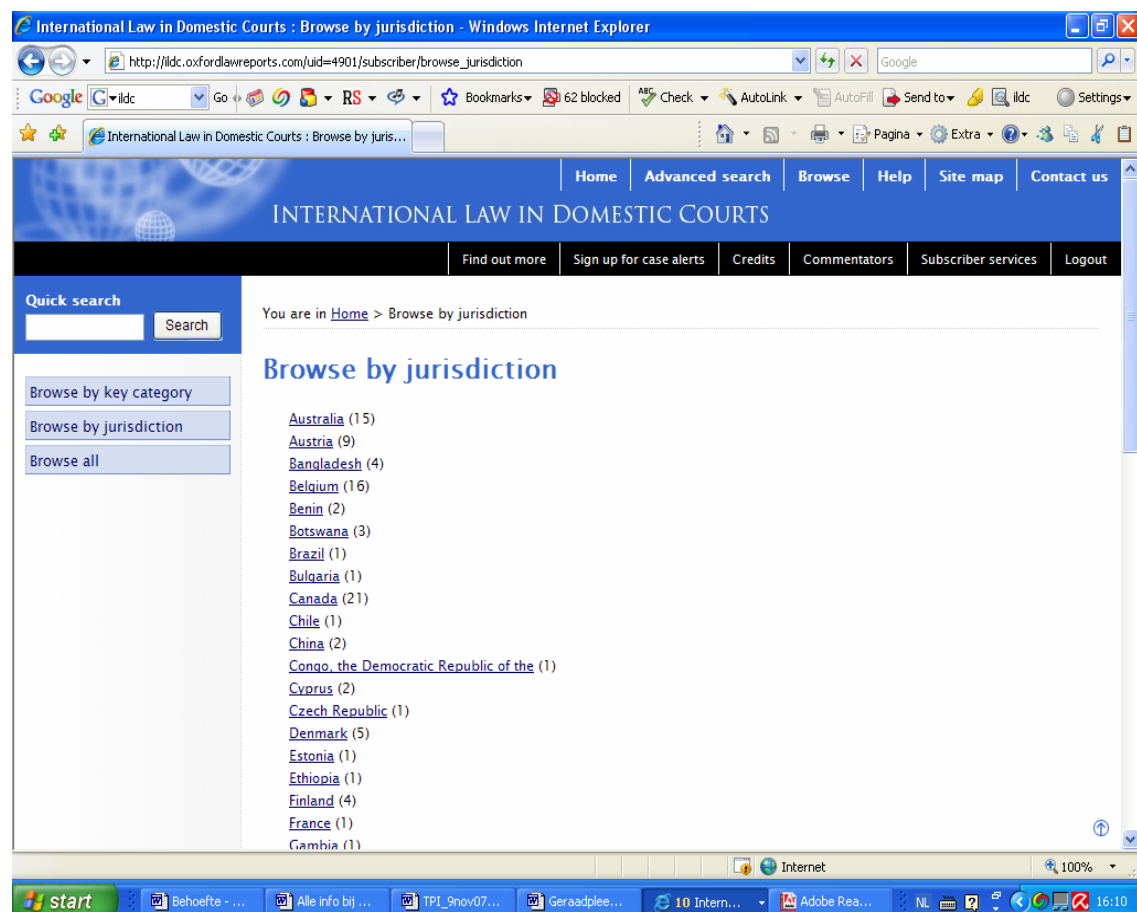 International Law in Domestic Courts : Browse by jurisdiction - Windows Internet Explorer
http://ildc.oxfordlawreports.com/uid=4901/subscriber/browse_jurisdiction
Google
Google G ildc Go RS Bookmarks 62 blocked ABC Check AutoLink AutoFill Send to ildc Settings
International Law in Domestic Courts : Browse by juris... Pagina Extra
Home Advanced search Browse Help Site map Contact us
INTERNATIONAL LAW IN DOMESTIC COURTS
Find out more Sign up for case alerts Credits Commentators Subscriber services Logout
Quick search
Search
Browse by key category
Browse by jurisdiction
Browse all
You are in Home > Browse by jurisdiction
Browse by jurisdiction
Australia (15)
Austria (9)
Bangladesh (4)
Belgium (16)
Benin (2)
Botswana (3)
Brazil (1)
Bulgaria (1)
Canada (21)
Chile (1)
China (2)
Congo, the Democratic Republic of the (1)
Cyprus (2)
Czech Republic (1)
Denmark (5)
Estonia (1)
Ethiopia (1)
Finland (4)
France (1)
Gambia (1)
Internet 100%
start Behoefte - ... Alle info bij ... TPI_9nov07... Geraadplee... 10 Intern... Adobe Rea... NL 16:10